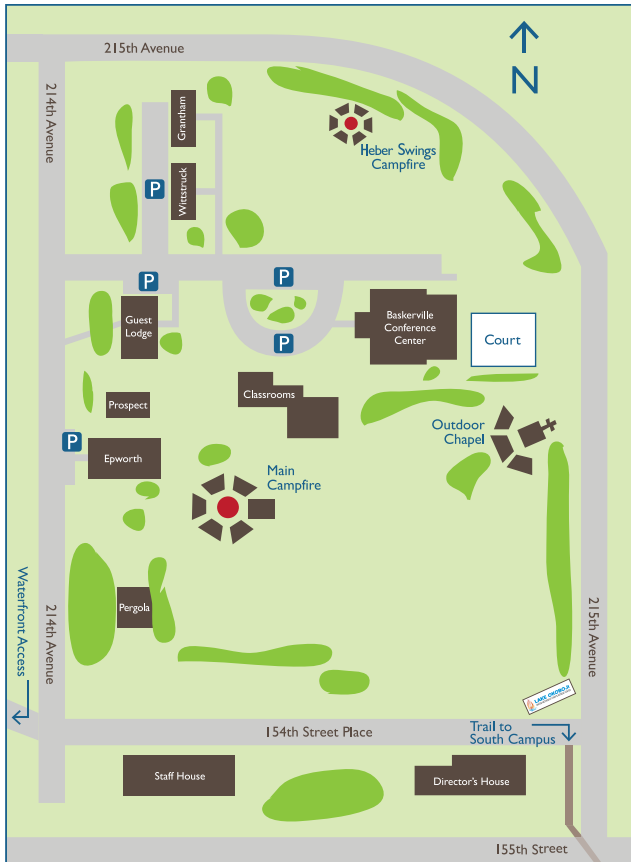 215th Avenue
N
214th Avenue
Grantham
Heber Swings
Campfire
Wittstruck
P
P
P
P
Guest
Lodge
Baskerville
Conference
Center
Court
Classrooms
Prospect
Outdoor
Chapel
P
Epworth
Main
Campfire
Waterfront Access
214th Avenue
Pergola
215th Avenue
LAKE OKOBOJI
154th Street Place
Trail to
South Campus
Staff House
Director's House
155th Street